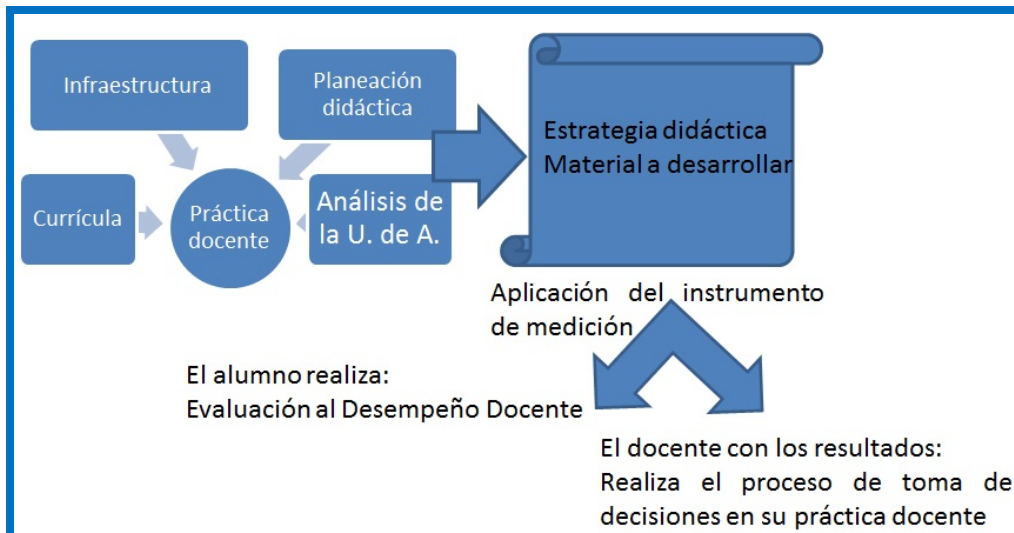 Infraestructura
Planeación
didáctica
Currícula
Práctica
docente
Análisis de
la U. de A.
Estrategia didáctica
Material a desarrollar
Aplicación del instrumento
de medición
El alumno realiza:
Evaluación al Desempeño Docente
El docente con los resultados:
Realiza el proceso de toma de
decisiones en su práctica docente